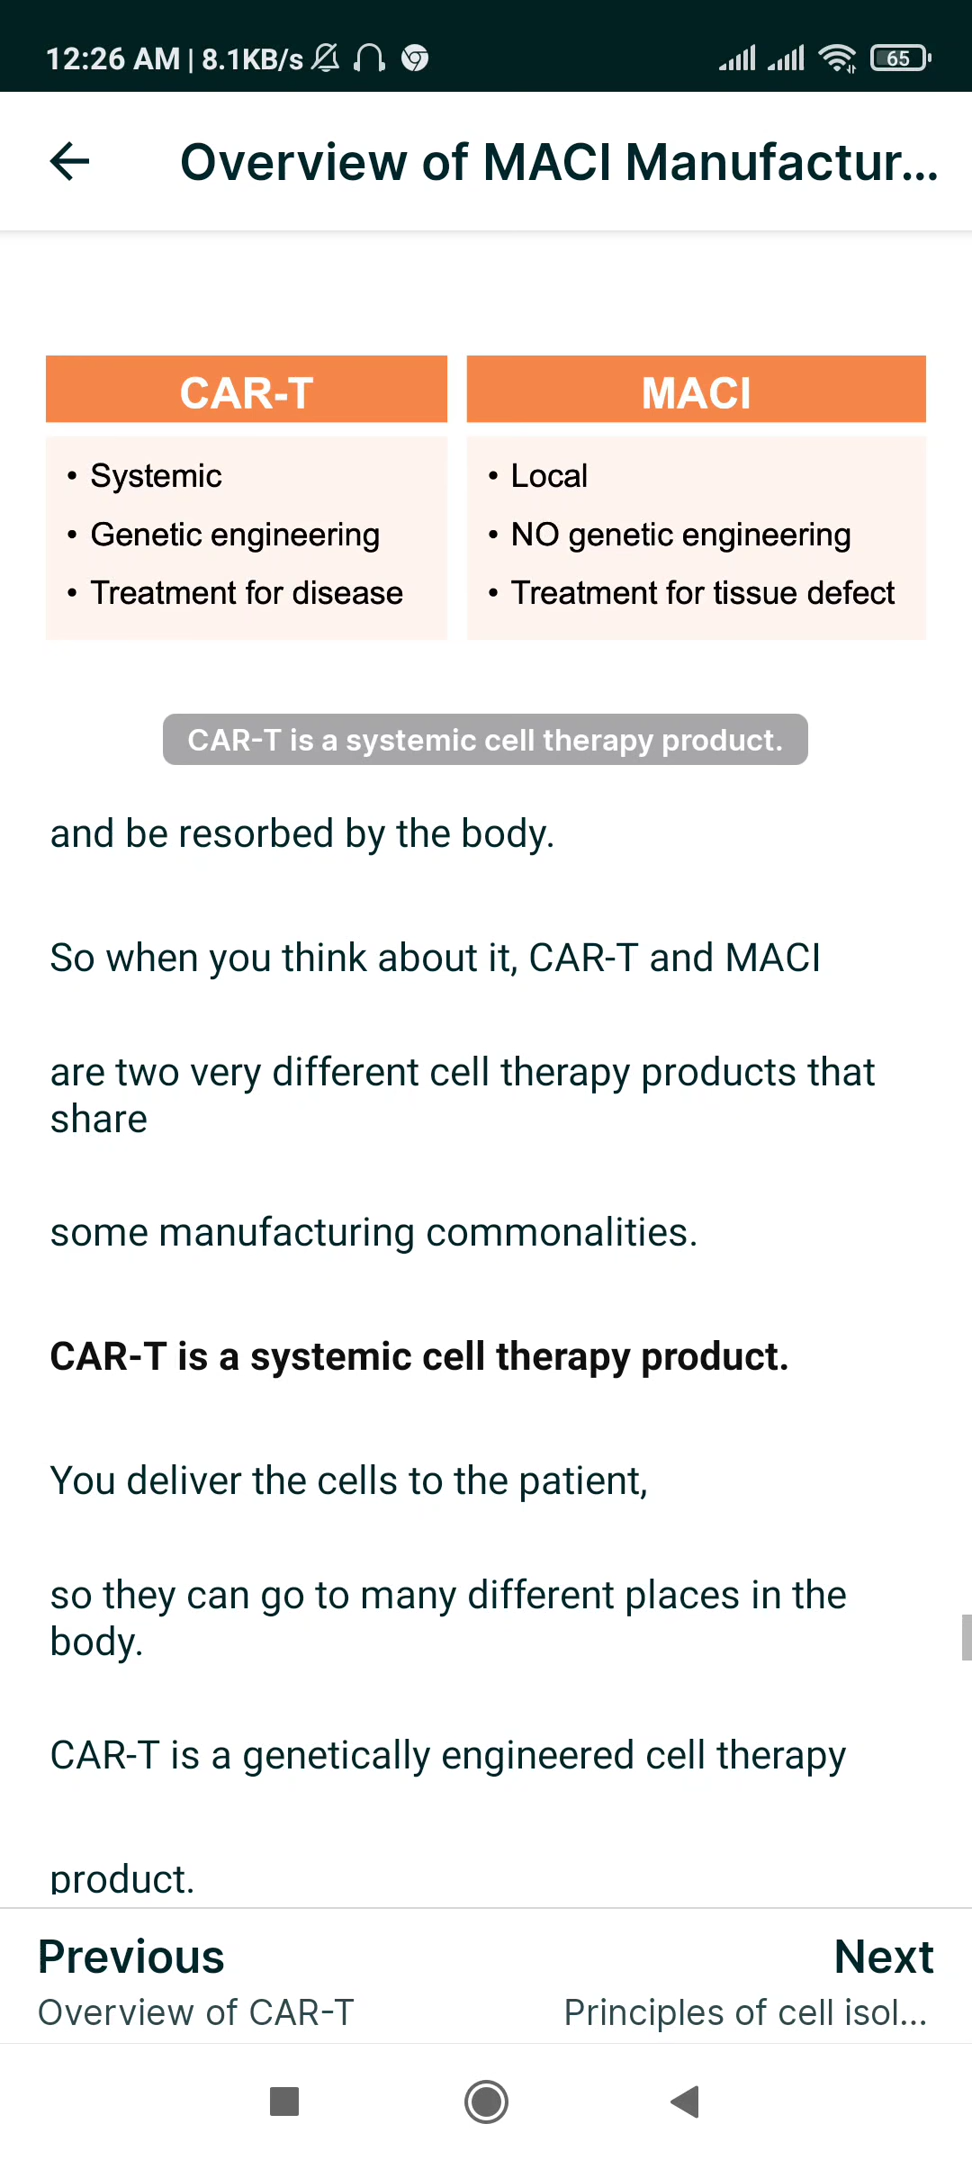 12:26 AM | 8.1KB/s
65
Overview of MACI Manufactur...
CAR-T
• Systemic
• Genetic engineering
• Treatment for disease
MACI
• Local
• NO genetic engineering
• Treatment for tissue defect
CAR-T is a systemic cell therapy product.
and be resorbed by the body.
So when you think about it, CAR-T and MACI
are two very different cell therapy products that
share
some manufacturing commonalities.
CAR-T is a systemic cell therapy product.
You deliver the cells to the patient,
so they can go to many different places in the
body.
CAR-T is a genetically engineered cell therapy
product.
Previous
Overview of CAR-T
Next
Principles of cell isol...